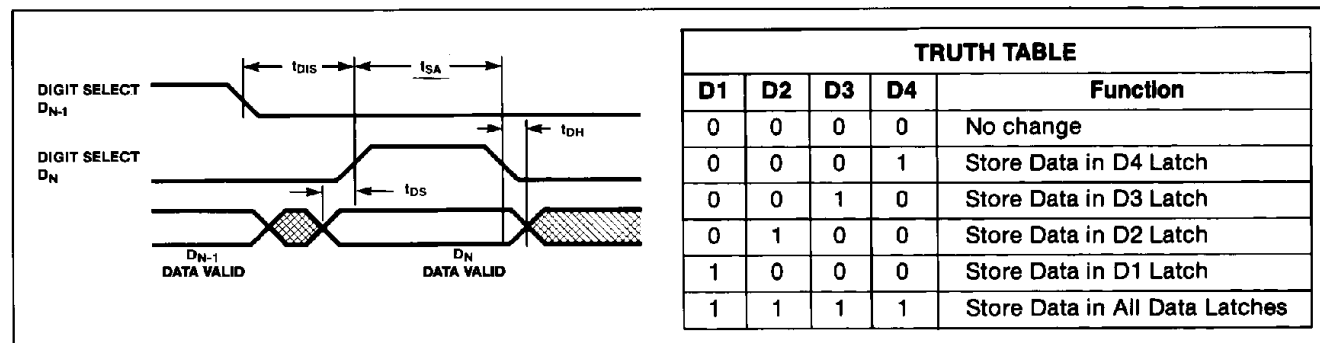 DIGIT SELECT
DN-1
tDIS
tSA
tDH
DIGIT SELECT
DN
tDS
DN-1
DATA VALID
DN
DATA VALID
TRUTH TABLE
D1 D2 D3 D4 Function
0 0 0 0 No change
0 0 0 1 Store Data in D4 Latch
0 0 1 0 Store Data in D3 Latch
0 1 0 0 Store Data in D2 Latch
1 0 0 0 Store Data in D1 Latch
1 1 1 1 Store Data in All Data Latches